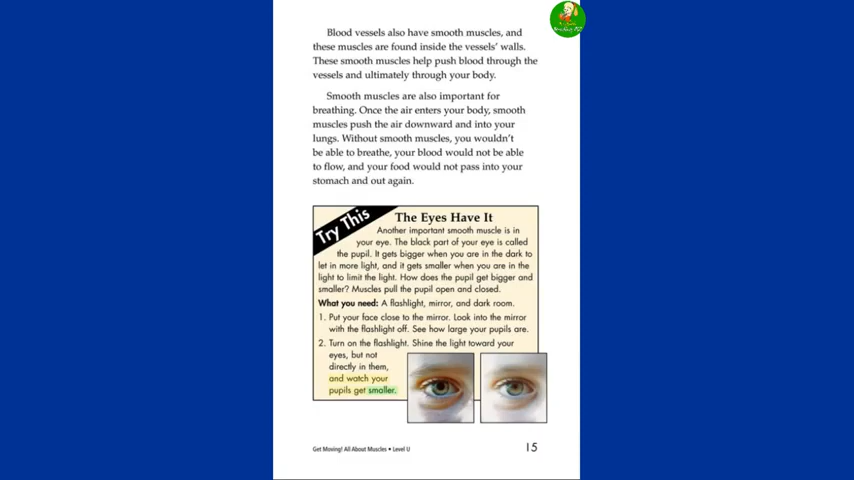 Blood vessels also have smooth muscles, and
these muscles are found inside the vessels' walls.
These smooth muscles help push blood through the
vessels and ultimately through your body.
Smooth muscles are also important for
breathing. Once the air enters your body, smooth
muscles push the air downward and into your
lungs. Without smooth muscles, you wouldn't
be able to breathe, your blood would not be able
to flow, and your food would not pass into your
stomach and out again.
Try This
The Eyes Have It
Another important smooth muscle is in
your eye. The black part of your eye is called
the pupil. It gets bigger when you are in the dark to
let in more light, and it gets smaller when you are in the
light to limit the light. How does the pupil get bigger and
smaller? Muscles pull the pupil open and closed.
What you need: A flashlight, mirror, and dark room.
1. Put your face close to the mirror. Look into the mirror
with the flashlight off. See how large your pupils are.
2. Turn on the flashlight. Shine the light toward your
eyes, but not
directly in them,
and watch your
pupils get smaller.
Get Moving! All About Muscles • Level U
15